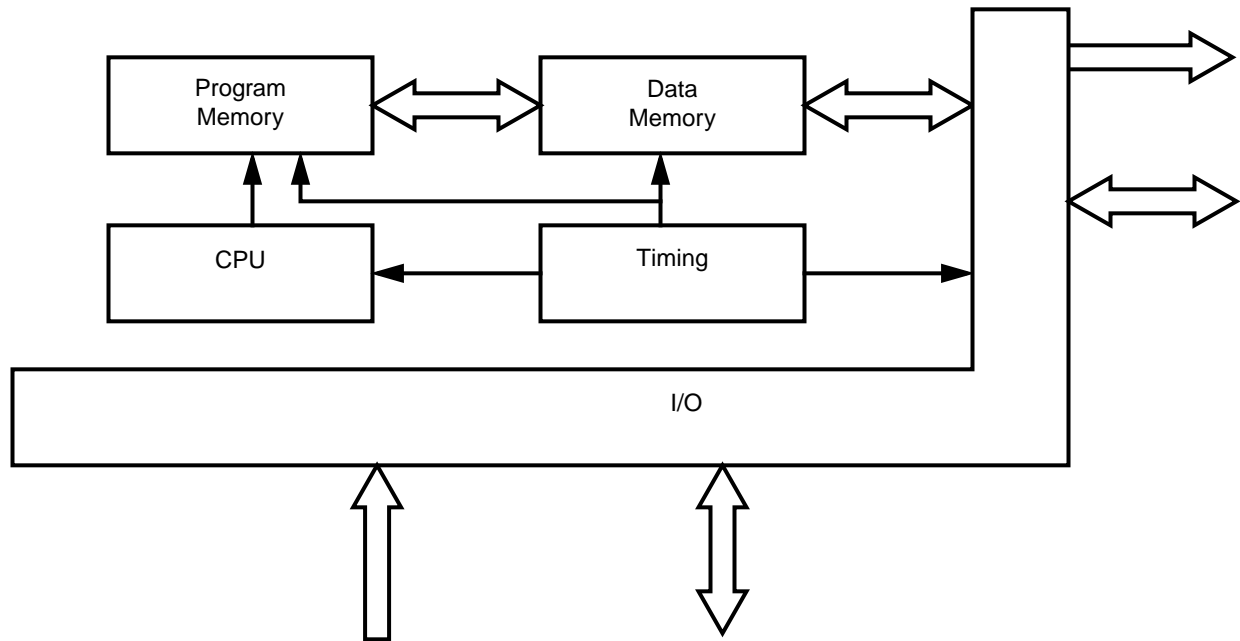 Program
Memory
Data
Memory
CPU
Timing
I/O